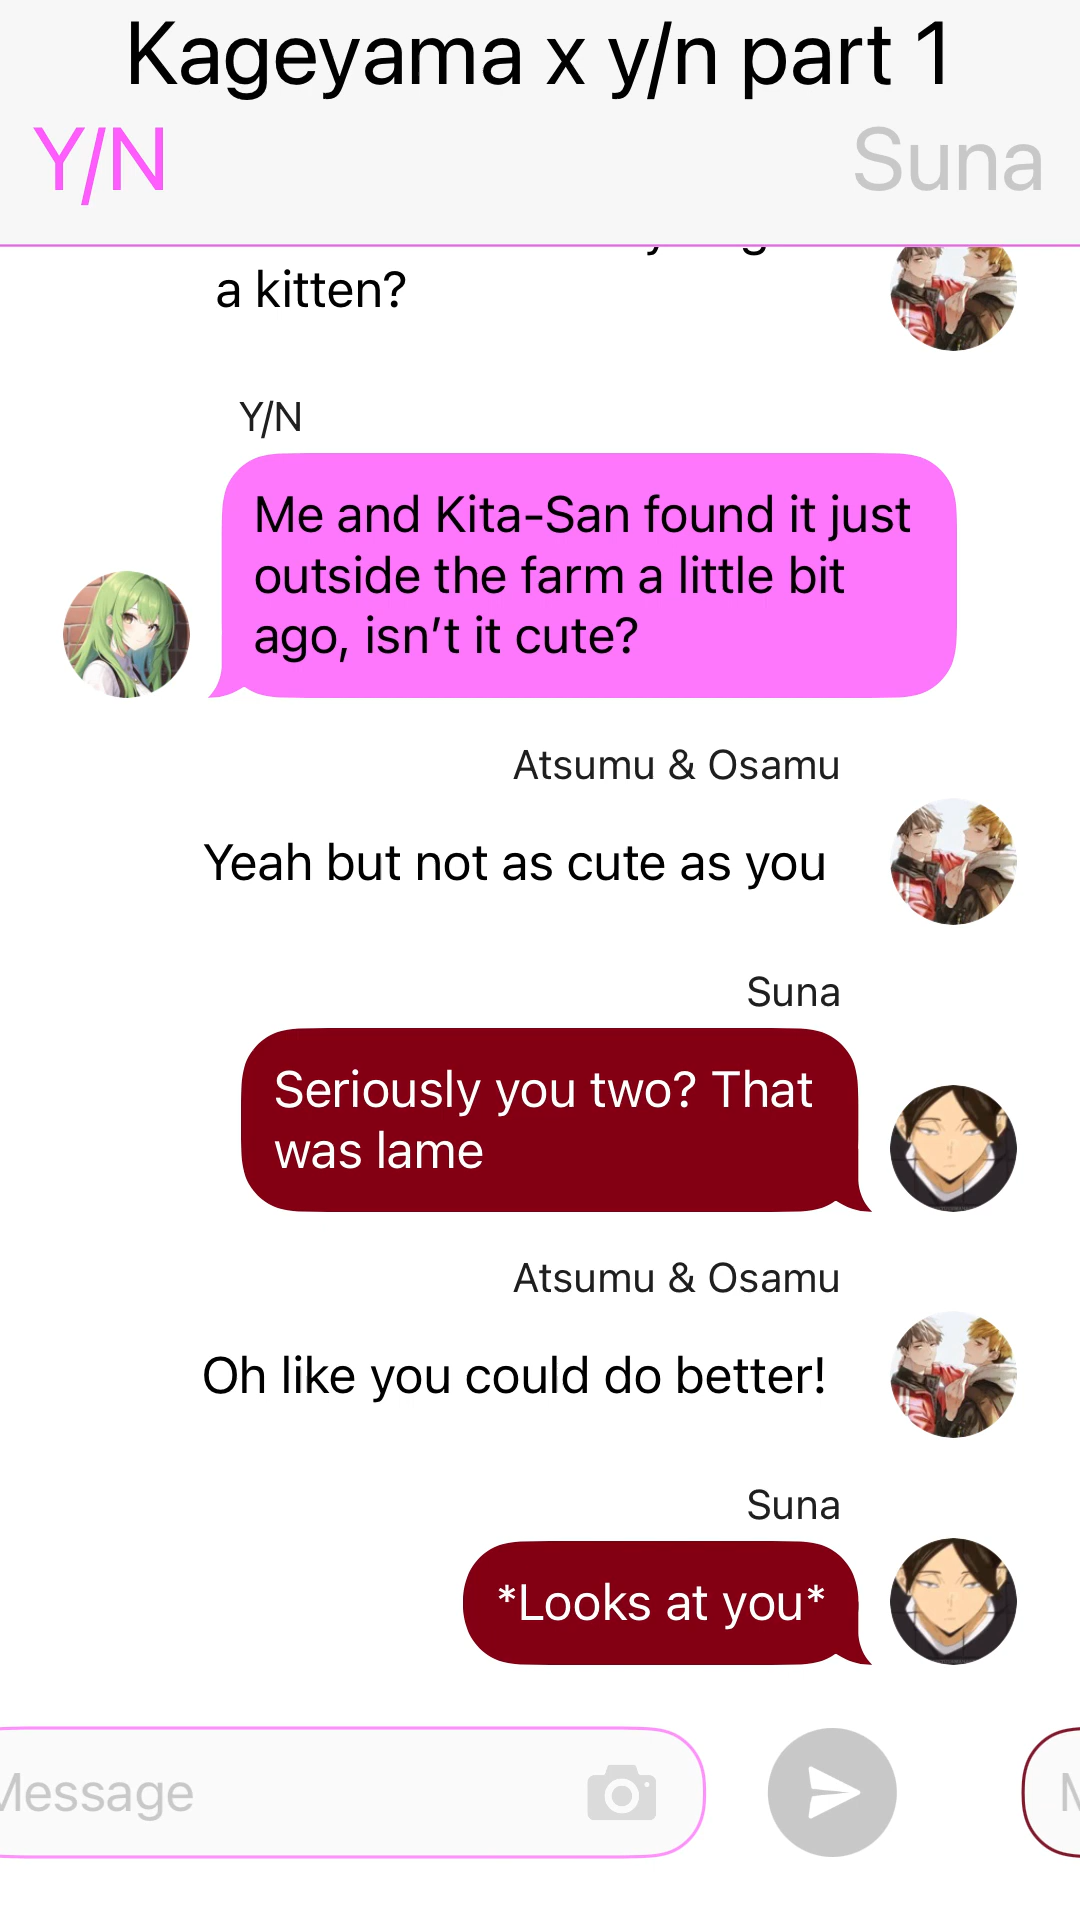 Kageyama x y/n part 1
Y/N
Suna
a kitten?
Y/N
Me and Kita-San found it just
outside the farm a little bit
ago, isn’t it cute?
Atsumu & Osamu
Yeah but not as cute as you
Suna
Seriously you two? That
was lame
Atsumu & Osamu
Oh like you could do better!
Suna
*Looks at you*
Message